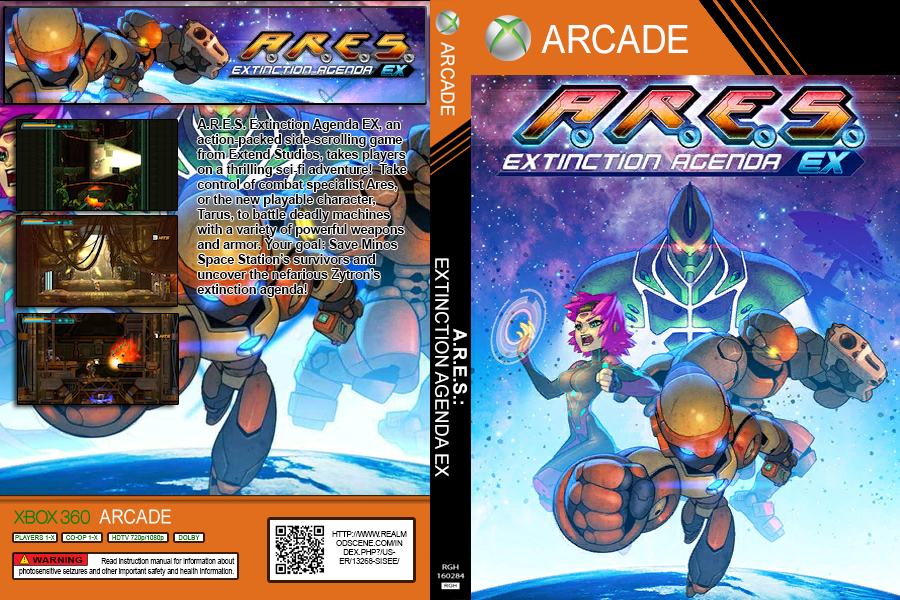 A.R.E.S.
EXTINCTION AGENDA EX
A.R.E.S. Extinction Agenda EX, an
action-packed side-scrolling game
from Extend Studios, takes players
on a thrilling sci-fi adventure! Take
control of combat specialist Ares,
or the new playable character,
Tarus, to battle deadly machines
with a variety of powerful weapons
and armor. Your goal: Save Minos
Space Station's survivors and
uncover the nefarious Zytron's
extinction agenda!
XBOX 360 ARCADE
PLAYERS 1-X CO-OP 1-X HDTV 720p/1080p DOLBY
WARNING Read instruction manual for information about
photosensitive seizures and other important safety and health information.
HTTP://WWW.REALM
ODSCENE.COM/IN
DEX.PHP?/US-
ER/13268-SISEE/
ARCADE
A.R.E.S.:
EXTINCTION AGENDA EX
RGH
160284
RGH
ARCADE
A.R.E.S.
EXTINCTION AGENDA EX